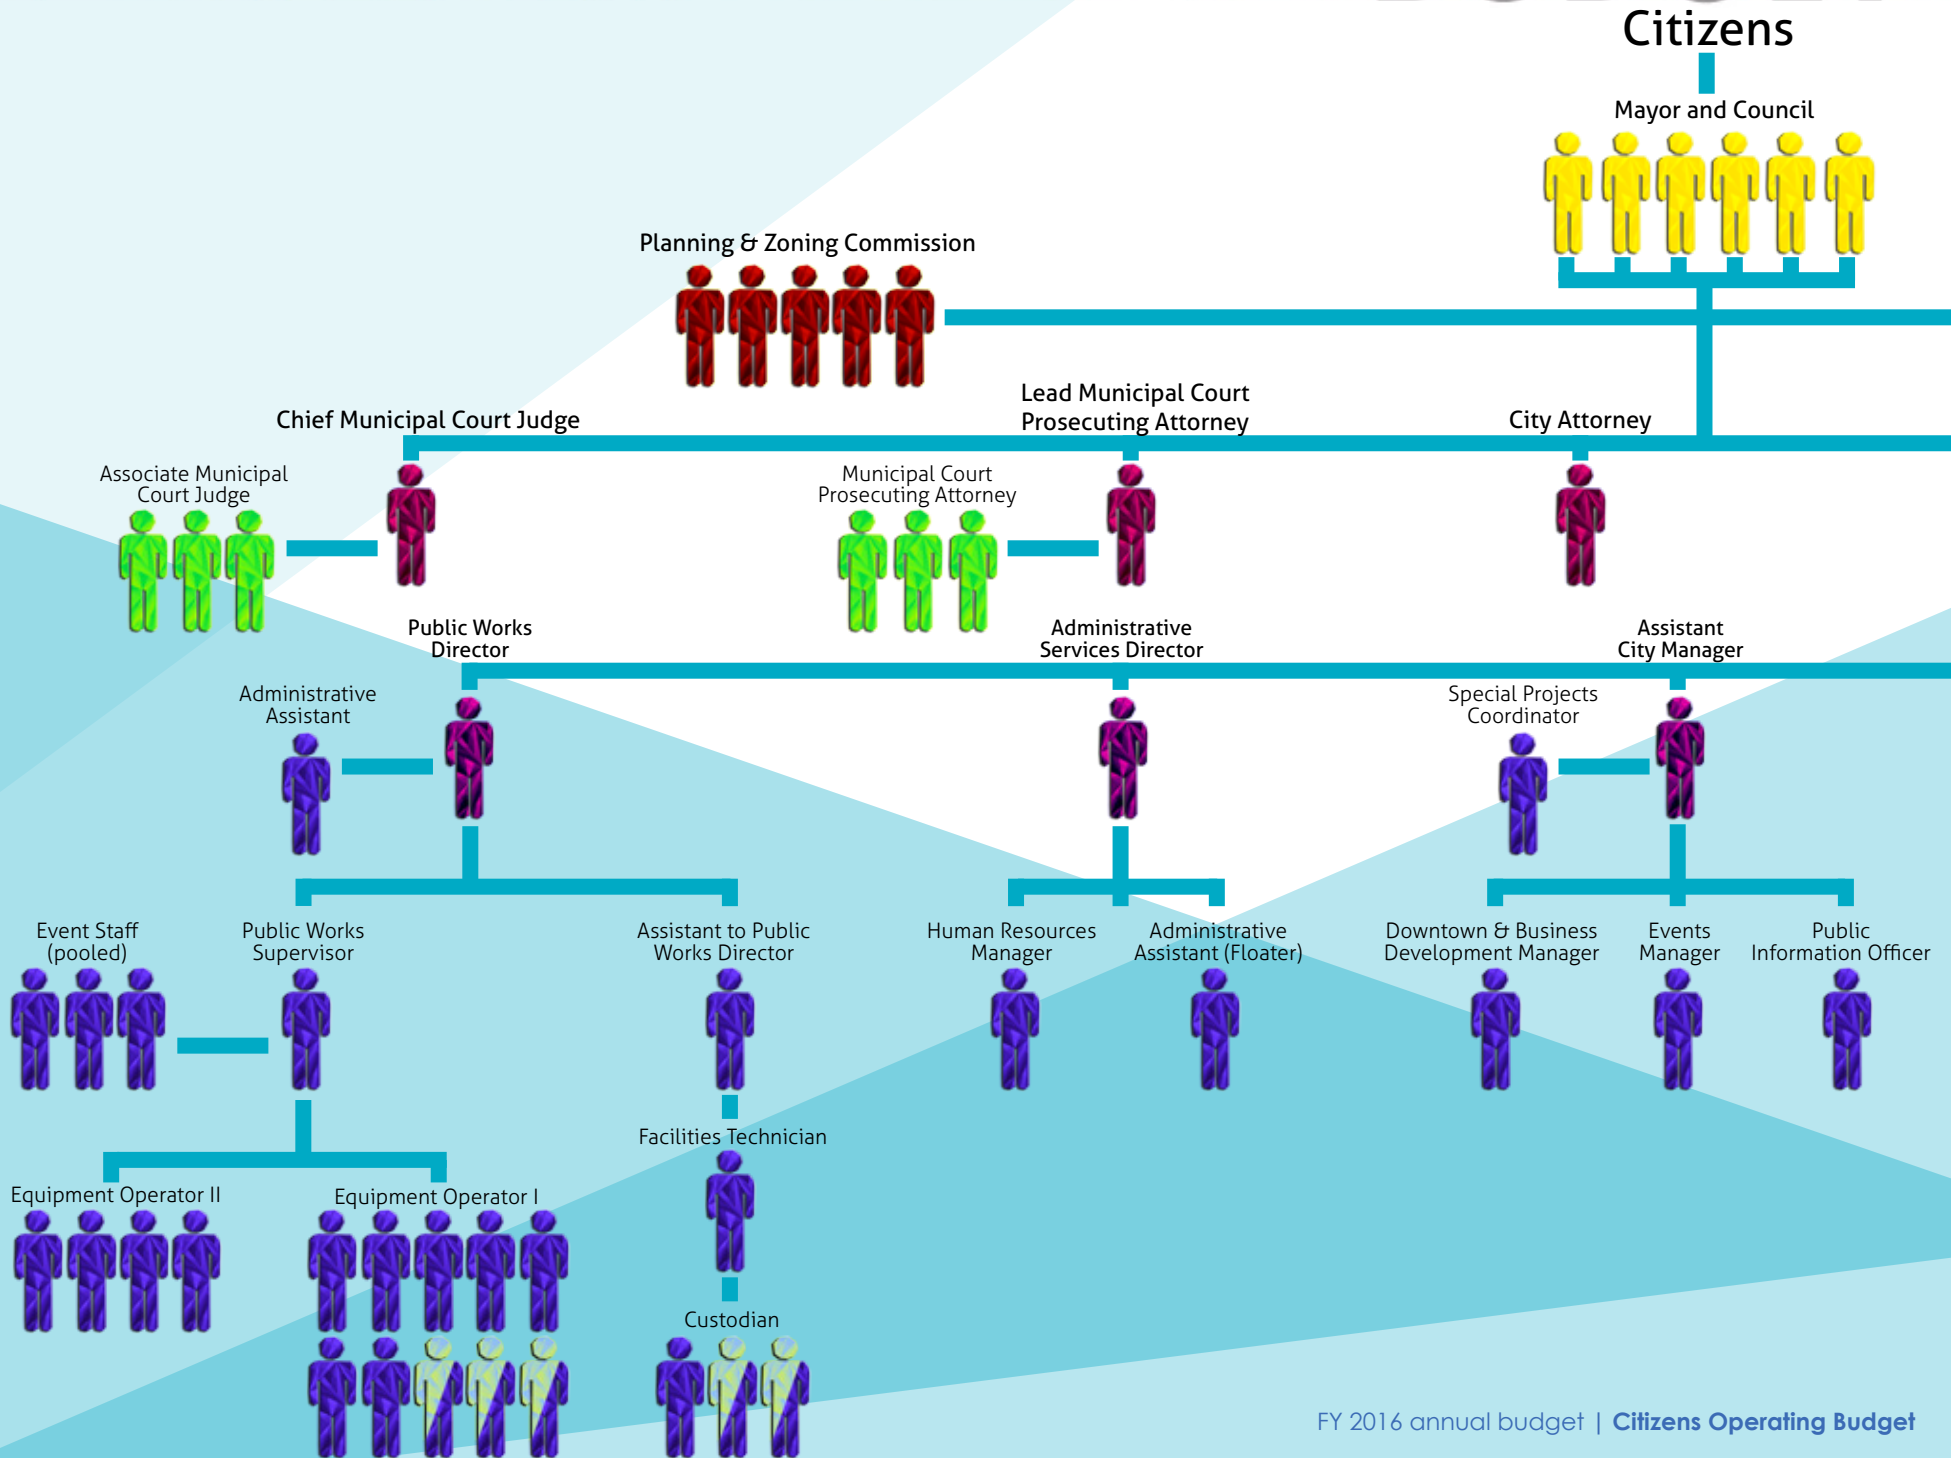 Citizens
Mayor and Council
Planning & Zoning Commission
Lead Municipal Court
Prosecuting Attorney
Chief Municipal Court Judge
City Attorney
Associate Municipal
Court Judge
Municipal Court
Prosecuting Attorney
Public Works
Director
Administrative
Services Director
Assistant
City Manager
Administrative
Assistant
Special Projects
Coordinator
Event Staff
(pooled)
Public Works
Supervisor
Assistant to Public
Works Director
Human Resources
Manager
Administrative
Assistant (Floater)
Downtown & Business
Development Manager
Events
Manager
Public
Information Officer
Facilities Technician
Equipment Operator II
Equipment Operator I
Custodian
FY 2016 annual budget | Citizens Operating Budget